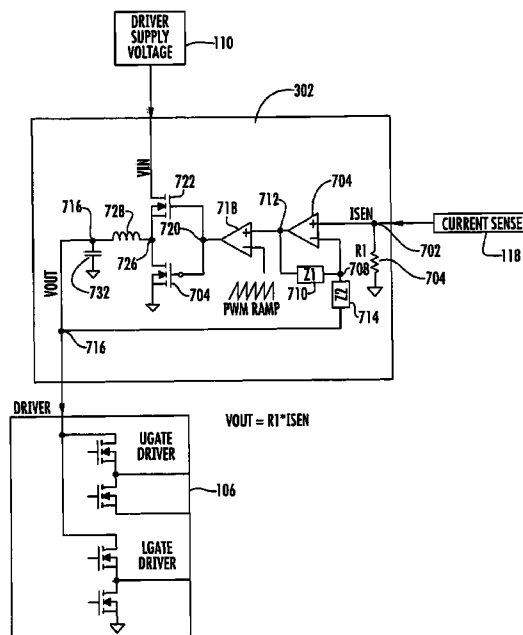 DRIVER
SUPPLY
VOLTAGE
110
302
VIN
722
704
716
728
720
718
712
ISEN
CURRENT SENSE
118
702
R1
704
726
732
704
PWM RAMP
Z1
710
708
Z2
714
VOUT
716
DRIVER
VOUT = R1*ISEN
UGATE
DRIVER
106
LGATE
DRIVER